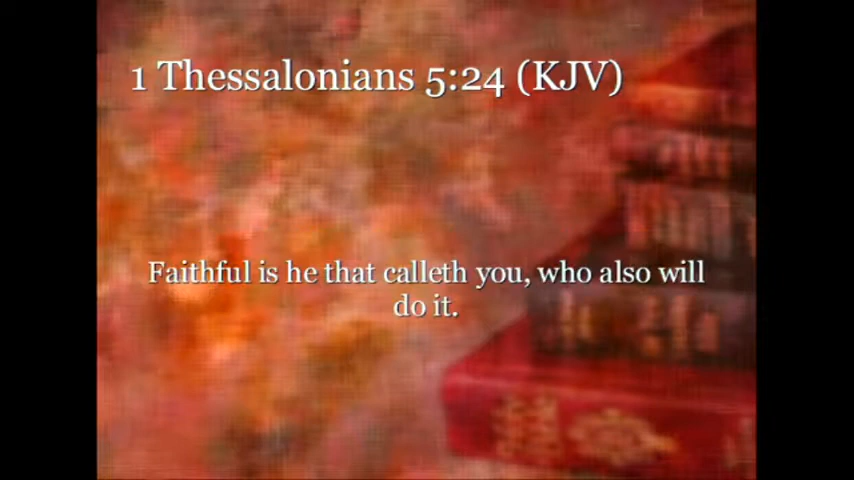 1 Thessalonians 5:24 (KJV)
Faithful is he that calleth you, who also will
do it.